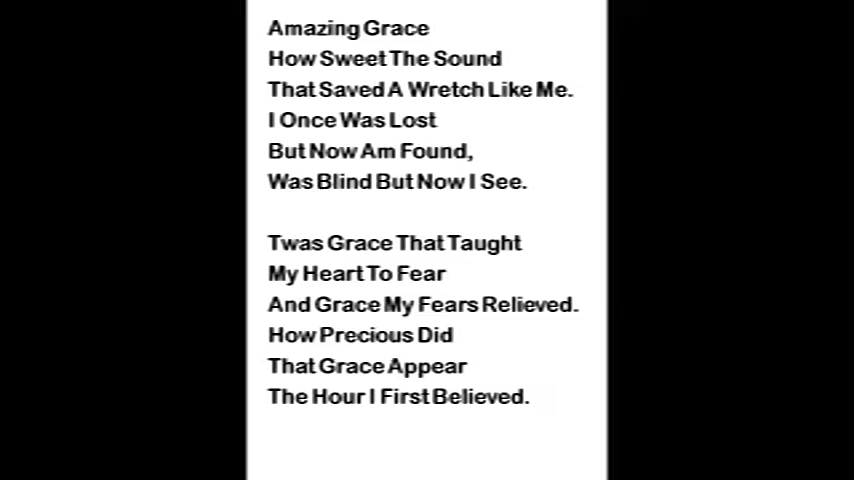 Amazing Grace
How Sweet The Sound
That Saved A Wretch Like Me.
I Once Was Lost
But Now Am Found,
Was Blind But Now I See.
Twas Grace That Taught
My Heart To Fear
And Grace My Fears Relieved.
How Precious Did
That Grace Appear
The Hour I First Believed.